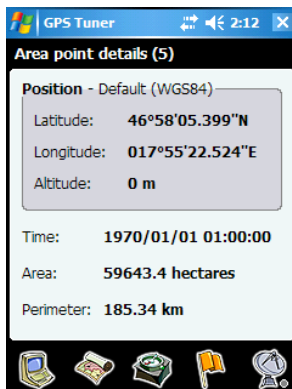 GPS Tuner 2:12
Area point details (5)
Position - Default (WGS84)
Latitude: 46°58'05.399"N
Longitude: 017°55'22.524"E
Altitude: 0 m
Time: 1970/01/01 01:00:00
Area: 59643.4 hectares
Perimeter: 185.34 km